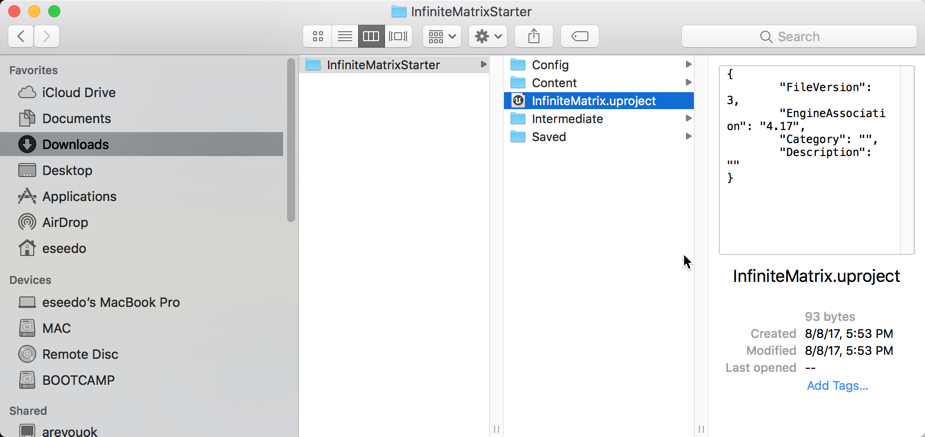 InfiniteMatrixStarter
Search
Favorites
iCloud Drive
Documents
Downloads
Desktop
Applications
AirDrop
eseedo
Devices
eseedo's MacBook Pro
MAC
Remote Disc
BOOTCAMP
Shared
arevouok
InfiniteMatrixStarter
Config
Content
InfiniteMatrix.uproject
Intermediate
Saved
{
"FileVersion":
3,
"EngineAssociati
on": "4.17",
"Category": "",
"Description":
""
}
InfiniteMatrix.uproject
93 bytes
Created 8/8/17, 5:53 PM
Modified 8/8/17, 5:53 PM
Last opened --
Add Tags...